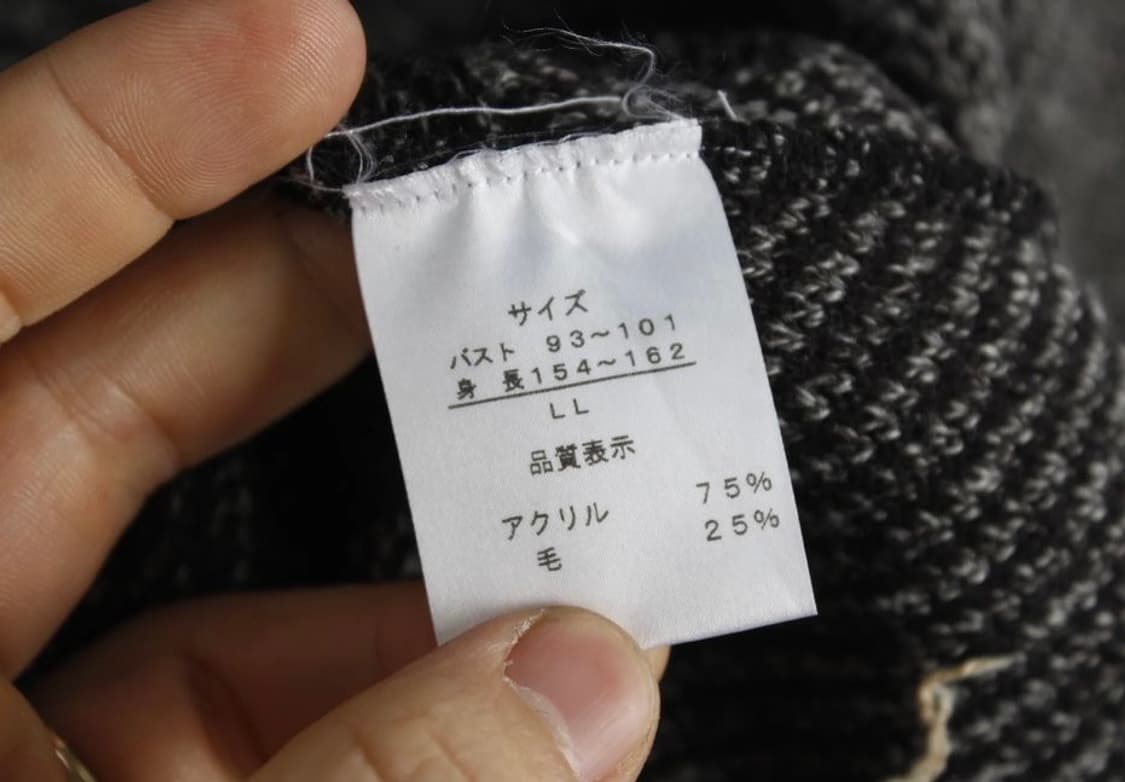 サイズ
バスト 93～101
身 長154～162
LL
品質表示
アクリル 75%
毛 25%